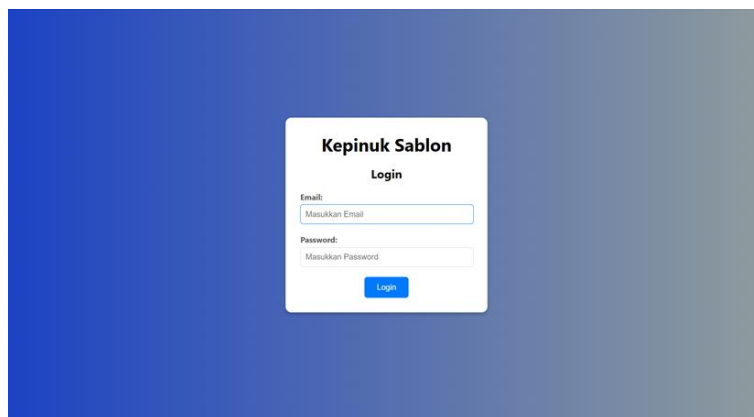 Kepinuk Sablon
Login
Email:
Masukkan Email
Password:
Masukkan Password
Login